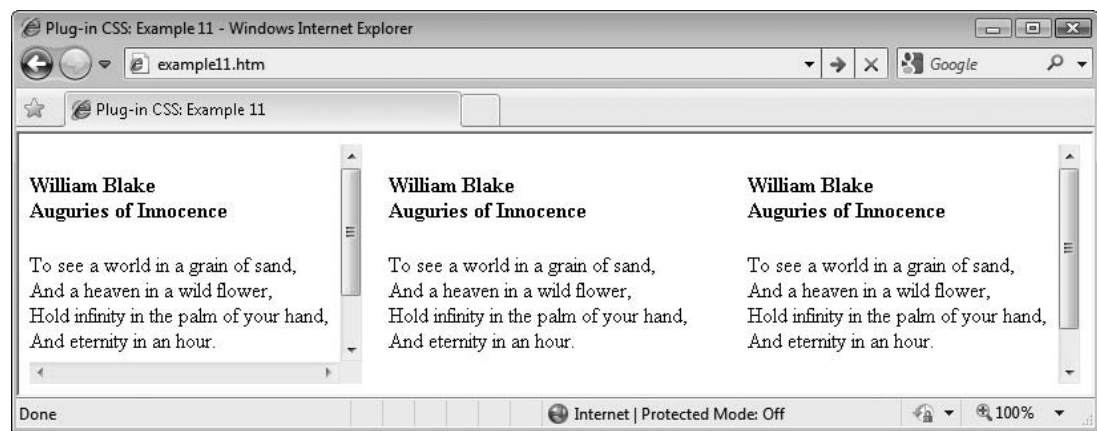 Plug-in CSS: Example 11 - Windows Internet Explorer
example11.htm
Google
Plug-in CSS: Example 11
William Blake
Auguries of Innocence
To see a world in a grain of sand,
And a heaven in a wild flower,
Hold infinity in the palm of your hand,
And eternity in an hour.
William Blake
Auguries of Innocence
To see a world in a grain of sand,
And a heaven in a wild flower,
Hold infinity in the palm of your hand,
And eternity in an hour.
William Blake
Auguries of Innocence
To see a world in a grain of sand,
And a heaven in a wild flower,
Hold infinity in the palm of your hand,
And eternity in an hour.
Done
Internet | Protected Mode: Off
100%